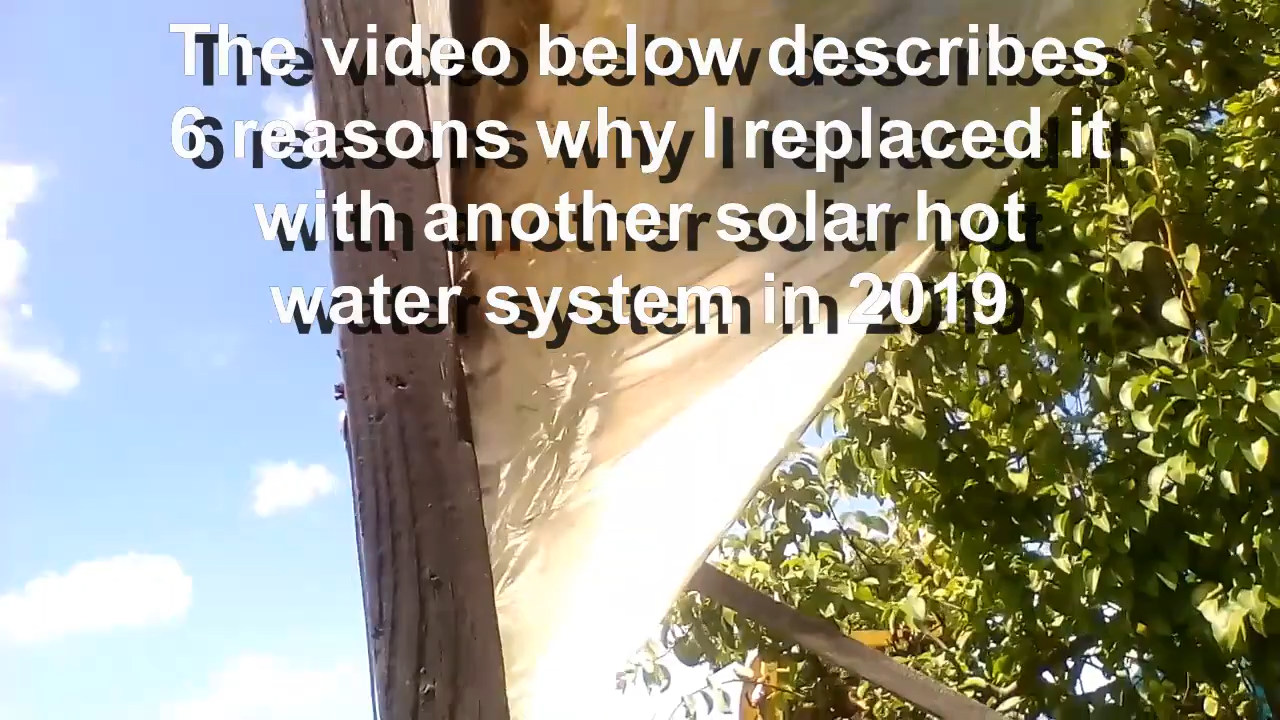 The video below describes
6 reasons why I replaced it
with another solar hot
water system in 2019